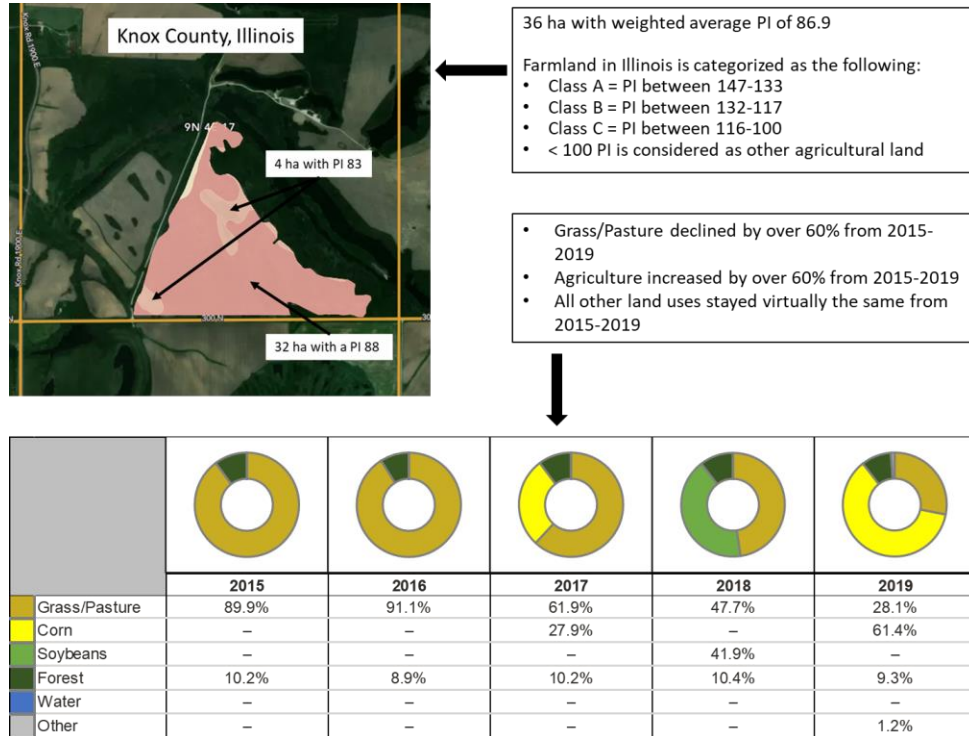 Knox County, Illinois
Knox Rd 1900 E
Knox Rd 1900 E
9N 4E 17
4 ha with PI 83
32 ha with a PI 88
36 ha with weighted average PI of 86.9
Farmland in Illinois is categorized as the following:
• Class A = PI between 147-133
• Class B = PI between 132-117
• Class C = PI between 116-100
• < 100 PI is considered as other agricultural land
• Grass/Pasture declined by over 60% from 2015-
2019
• Agriculture increased by over 60% from 2015-2019
• All other land uses stayed virtually the same from
2015-2019
2015 2016 2017 2018 2019
Grass/Pasture 89.9% 91.1% 61.9% 47.7% 28.1%
Corn – – 27.9% – 61.4%
Soybeans – – – 41.9% –
Forest 10.2% 8.9% 10.2% 10.4% 9.3%
Water – – – – –
Other – – – – 1.2%